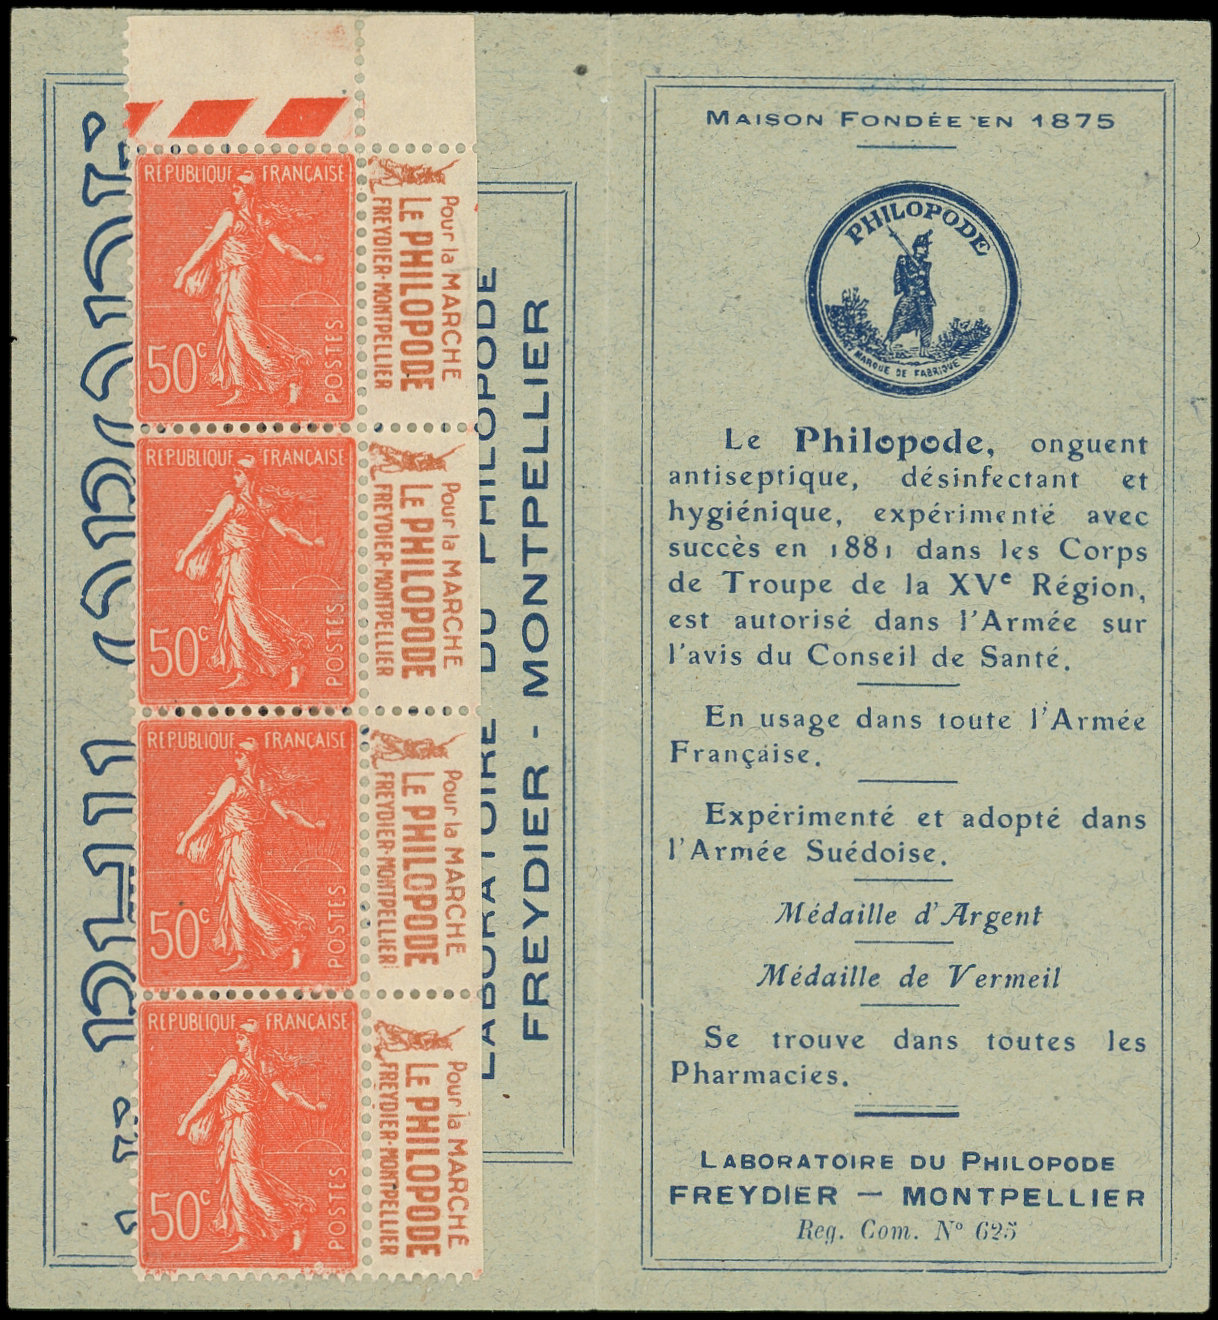 RÉPUBLIQUE FRANÇAISE
50c
POSTES
Pour la MARCHE
LE PHILOPODE
FREYDIER-MONTPELLIER
RÉPUBLIQUE FRANÇAISE
50c
POSTES
Pour la MARCHE
LE PHILOPODE
FREYDIER-MONTPELLIER
RÉPUBLIQUE FRANÇAISE
50c
POSTES
Pour la MARCHE
LE PHILOPODE
FREYDIER-MONTPELLIER
RÉPUBLIQUE FRANÇAISE
50c
POSTES
Pour la MARCHE
LE PHILOPODE
FREYDIER-MONTPELLIER
LABORATOIRE DU PHILOPODE
FREYDIER - MONTPELLIER
MAISON FONDÉE EN 1875
PHILOPODE
MARQUE DE FABRIQUE
Le Philopode, onguent
antiseptique, désinfectant et
hygiénique, expérimenté avec
succès en 1881 dans les Corps
de Troupe de la XVe Région,
est autorisé dans l'Armée sur
l'avis du Conseil de Santé.
En usage dans toute l'Armée
Française.
Expérimenté et adopté dans
l'Armée Suédoise.
Médaille d'Argent
Médaille de Vermeil
Se trouve dans toutes les
Pharmacies.
LABORATOIRE DU PHILOPODE
FREYDIER — MONTPELLIER
Reg. Com. N° 625